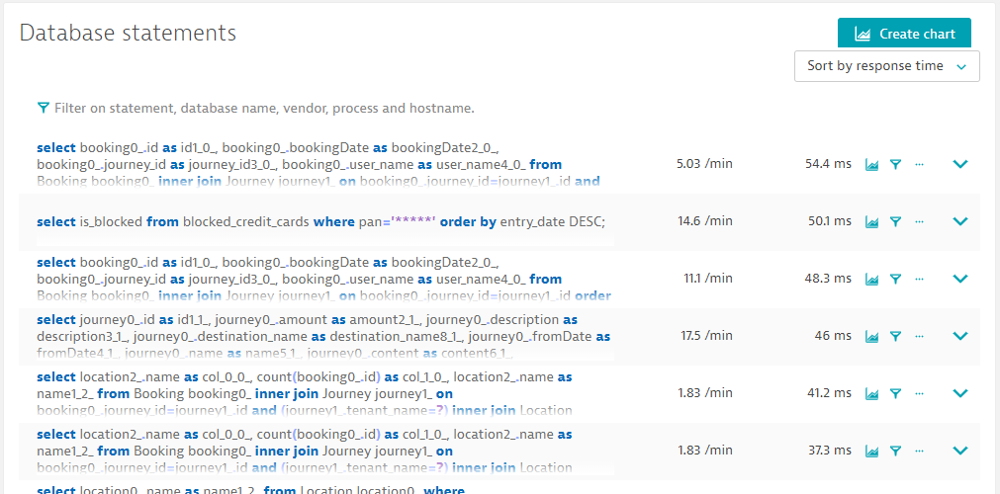 Database statements
Create chart
Sort by response time
Filter on statement, database name, vendor, process and hostname.
select booking0_.id as id1_0_, booking0_.bookingDate as bookingDate2_0_,
booking0_.journey_id as journey_id3_0_, booking0_.user_name as user_name4_0_ from
Booking booking0_ inner join Journey journey1_ on booking0_.journey_id=journey1_.id and
5.03 /min
54.4 ms
select is_blocked from blocked_credit_cards where pan='*****' order by entry_date DESC;
14.6 /min
50.1 ms
select booking0_.id as id1_0_, booking0_.bookingDate as bookingDate2_0_,
booking0_.journey_id as journey_id3_0_, booking0_.user_name as user_name4_0_ from
Booking booking0_ inner join Journey journey1_ on booking0_.journey_id=journey1_.id order
11.1 /min
48.3 ms
select journey0_.id as id1_1_, journey0_.amount as amount2_1_, journey0_.description as
description3_1_, journey0_.destination_name as destination_name8_1_, journey0_.fromDate as
fromDate4_1_, journey0_.name as name5_1_, journey0_.content as content6_1_,
17.5 /min
46 ms
select location2_.name as col_0_0_, count(booking0_.id) as col_1_0_, location2_.name as
name1_2_ from Booking booking0_ inner join Journey journey1_ on
booking0_.journey_id=journey1_.id and (journey1_.tenant_name=?) inner join Location
1.83 /min
41.2 ms
select location2_.name as col_0_0_, count(booking0_.id) as col_1_0_, location2_.name as
name1_2_ from Booking booking0_ inner join Journey journey1_ on
booking0_.journey_id=journey1_.id and (journey1_.tenant_name=?) inner join Location
1.83 /min
37.3 ms
select location0_.name as name1_2_ from Location location0_ where